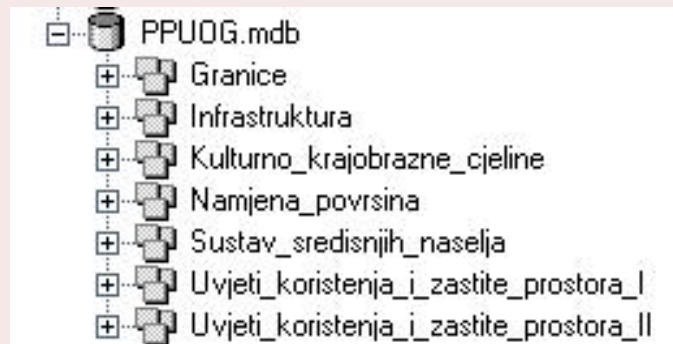 PPUOG.mdb
Granice
Infrastruktura
Kulturno_krajobrazne_cjeline
Namjena_povrsina
Sustav_sredisnjih_naselja
Uvjeti_koristenja_i_zastite_prostora_I
Uvjeti_koristenja_i_zastite_prostora_II